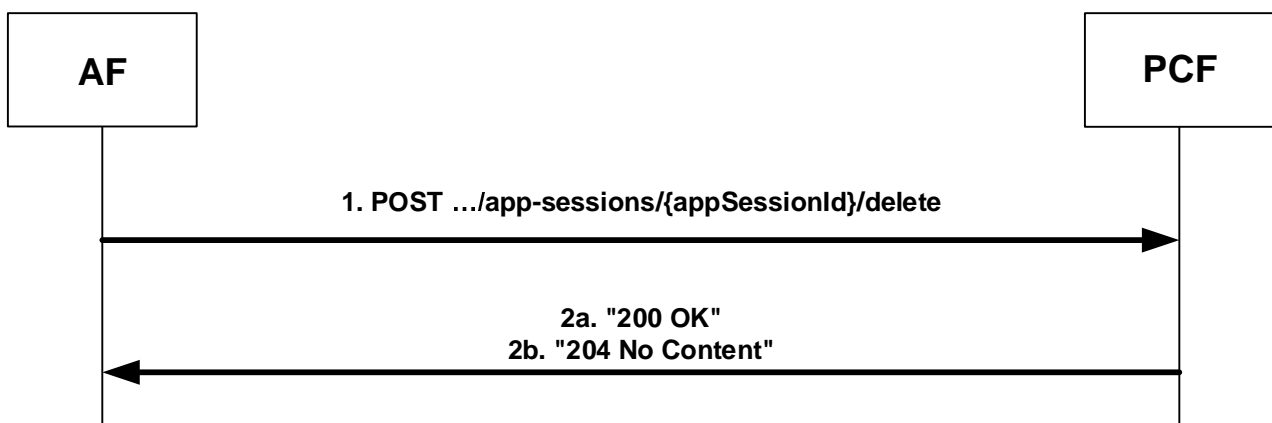 AF
PCF
1. POST …/app-sessions/{appSessionId}/delete
2a. "200 OK"
2b. "204 No Content"